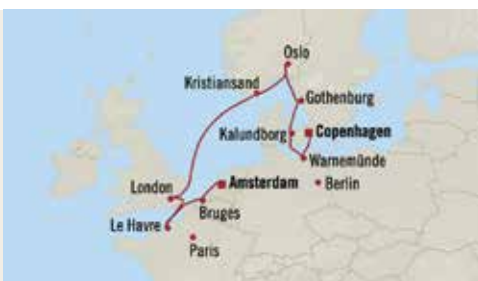 Oslo
Kristiansand
Gothenburg
Kalundborg
Copenhagen
Warnemünde
London
Amsterdam
Berlin
Bruges
Le Havre
Paris